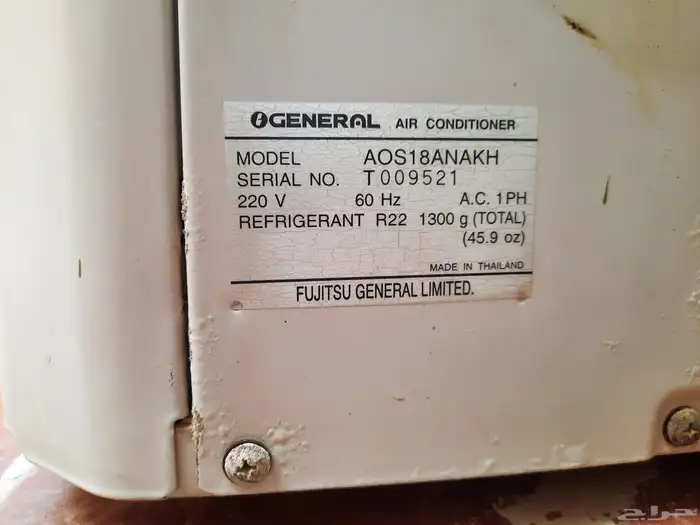 GENERAL AIR CONDITIONER
MODEL AOS18ANAKH
SERIAL NO. T009521
220 V 60 Hz A.C. 1PH
REFRIGERANT R22 1300 g (TOTAL)
(45.9 oz)
MADE IN THAILAND
FUJITSU GENERAL LIMITED.
حراج